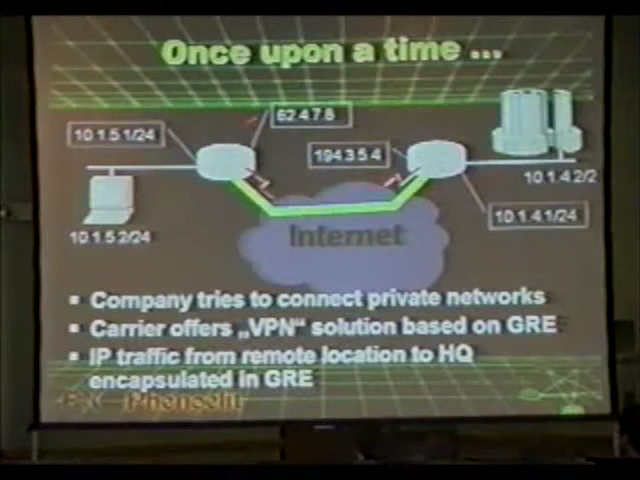 Once upon a time ...
62.4.7.8
10.1.5.1/24
194.3.5.4
10.1.4.2/2
10.1.4.1/24
10.1.5.2/24
Internet
▪ Company tries to connect private networks
▪ Carrier offers „VPN“ solution based on GRE
▪ IP traffic from remote location to HQ
encapsulated in GRE
Phenoelit